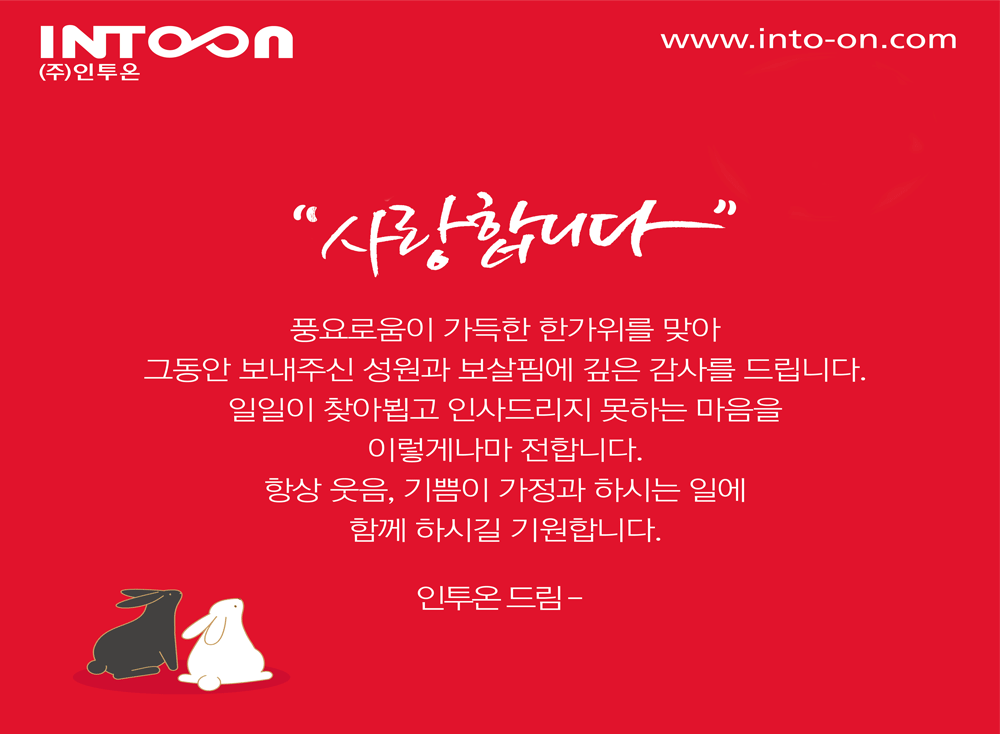 INTOON
(주)인투온
www.into-on.com
“사랑합니다”
풍요로움이 가득한 한가위를 맞아
그동안 보내주신 성원과 보살핌에 깊은 감사를 드립니다.
일일이 찾아뵙고 인사드리지 못하는 마음을
이렇게나마 전합니다.
항상 웃음, 기쁨이 가정과 하시는 일에
함께 하시길 기원합니다.
인투온 드림–